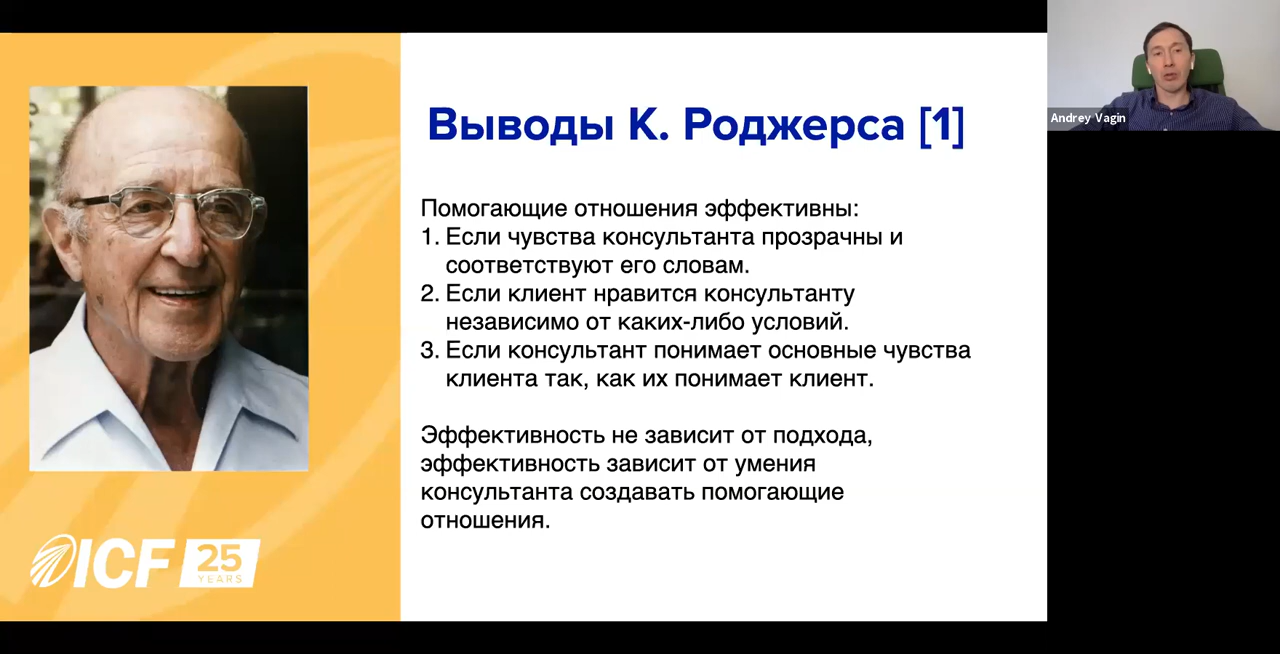 Выводы К. Роджерса [1]
Помогающие отношения эффективны:
1. Если чувства консультанта прозрачны и
соответствуют его словам.
2. Если клиент нравится консультанту
независимо от каких-либо условий.
3. Если консультант понимает основные чувства
клиента так, как их понимает клиент.
Эффективность не зависит от подхода,
эффективность зависит от умения
консультанта создавать помогающие
отношения.
ICF 25
YEARS
Andrey Vagin